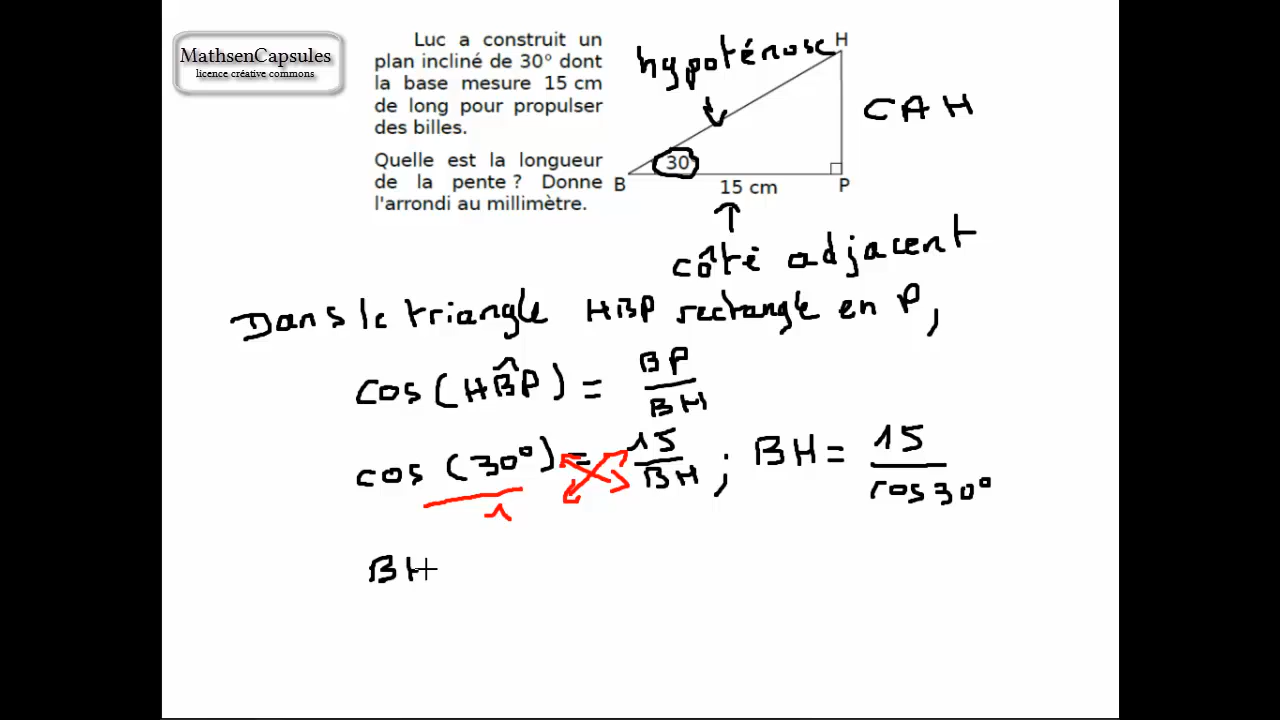 MathsenCapsules
licence créative commons
Luc a construit un
plan incliné de 30° dont
la base mesure 15 cm
de long pour propulser
des billes.
Quelle est la longueur
de la pente ? Donne
l'arrondi au millimètre.
hypoténuse
H
CAH
30
B
15 cm
P
côté adjacent
Dans le triangle HBP rectangle en P,
cos(HB̂P) = BP/BH
cos(30°) = 15/BH ; BH = 15/cos30°
1
BH